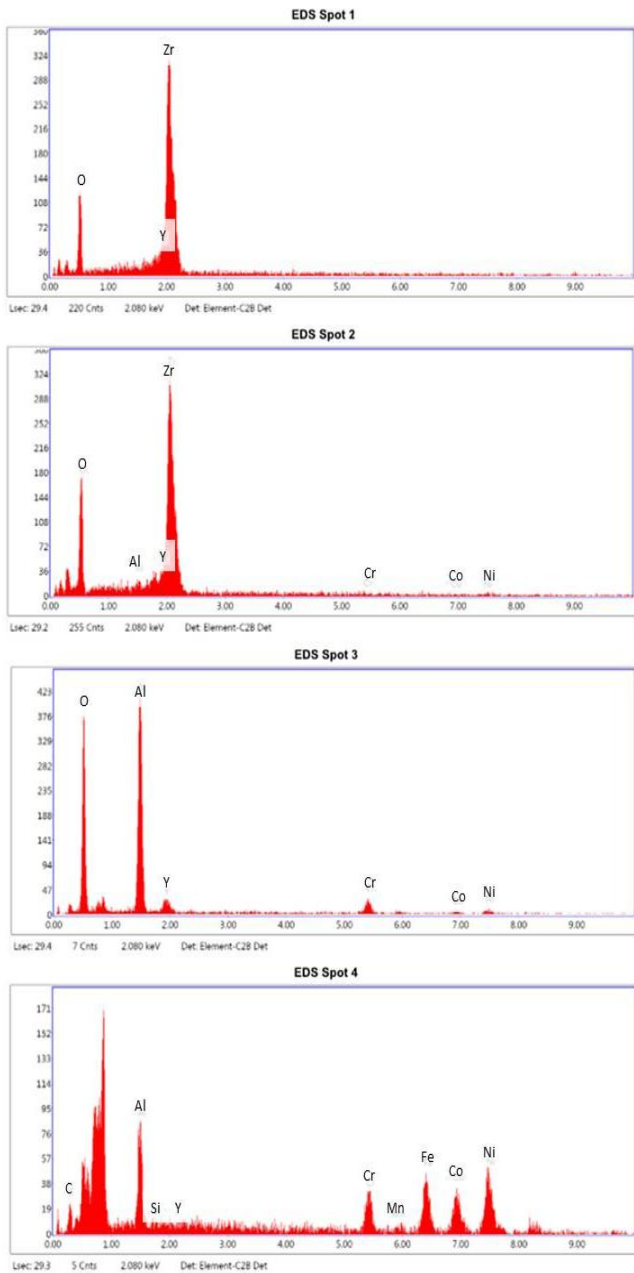 EDS Spot 1
360
324
288
252
216
180
144
108
72
36
0
Zr
O
Y
0.00 1.00 2.00 3.00 4.00 5.00 6.00 7.00 8.00 9.00
Lsec: 29.4 220 Cnts 2.080 keV Det: Element-C2B Det
EDS Spot 2
360
324
288
252
216
180
144
108
72
36
0
Zr
O
Al Y Cr Co Ni
0.00 1.00 2.00 3.00 4.00 5.00 6.00 7.00 8.00 9.00
Lsec: 29.2 255 Cnts 2.080 keV Det: Element-C2B Det
EDS Spot 3
423
376
329
282
235
188
141
94
47
0
O Al
Y Cr Co Ni
0.00 1.00 2.00 3.00 4.00 5.00 6.00 7.00 8.00 9.00
Lsec: 29.4 7 Cnts 2.080 keV Det: Element-C2B Det
EDS Spot 4
171
152
133
114
95
76
57
38
19
0
Al
C Si Y Cr Mn Fe Co Ni
0.00 1.00 2.00 3.00 4.00 5.00 6.00 7.00 8.00 9.00
Lsec: 29.3 5 Cnts 2.080 keV Det: Element-C2B Det